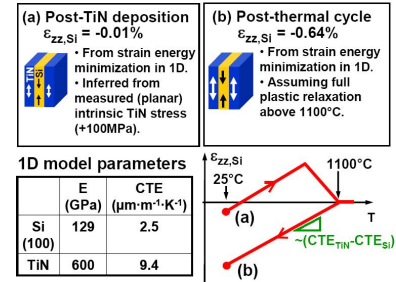 (a) Post-TiN deposition
εzz,Si = -0.01%
TiN
Si
• From strain energy
minimization in 1D.
• Inferred from
measured (planar)
intrinsic TiN stress
(+100MPa).
(b) Post-thermal cycle
εzz,Si = -0.64%
• From strain energy
minimization in 1D.
• Assuming full
plastic relaxation
above 1100°C.
1D model parameters
E
(GPa)
CTE
(μm·m⁻¹·K⁻¹)
Si
(100)
129
2.5
TiN
600
9.4
εzz,Si
25°C
1100°C
T
(a)
~(CTETiN-CTESi)
(b)